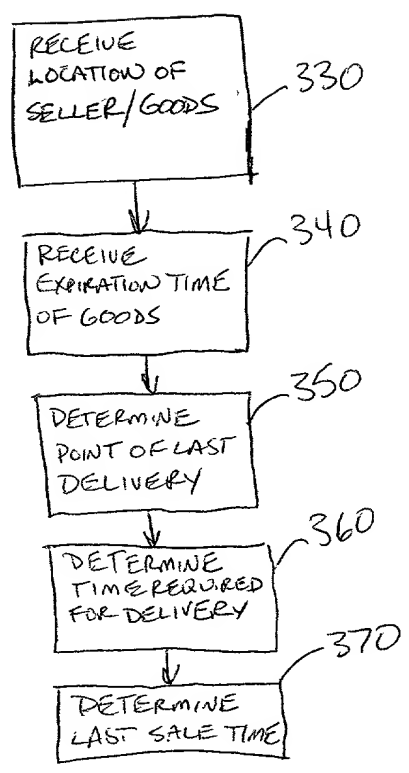 RECEIVE
LOCATION OF
SELLER/GOODS
330
RECEIVE
EXPIRATION TIME
OF GOODS
340
DETERMINE
POINT OF LAST
DELIVERY
350
DETERMINE
TIME REQUIRED
FOR DELIVERY
360
DETERMINE
LAST SALE TIME
370